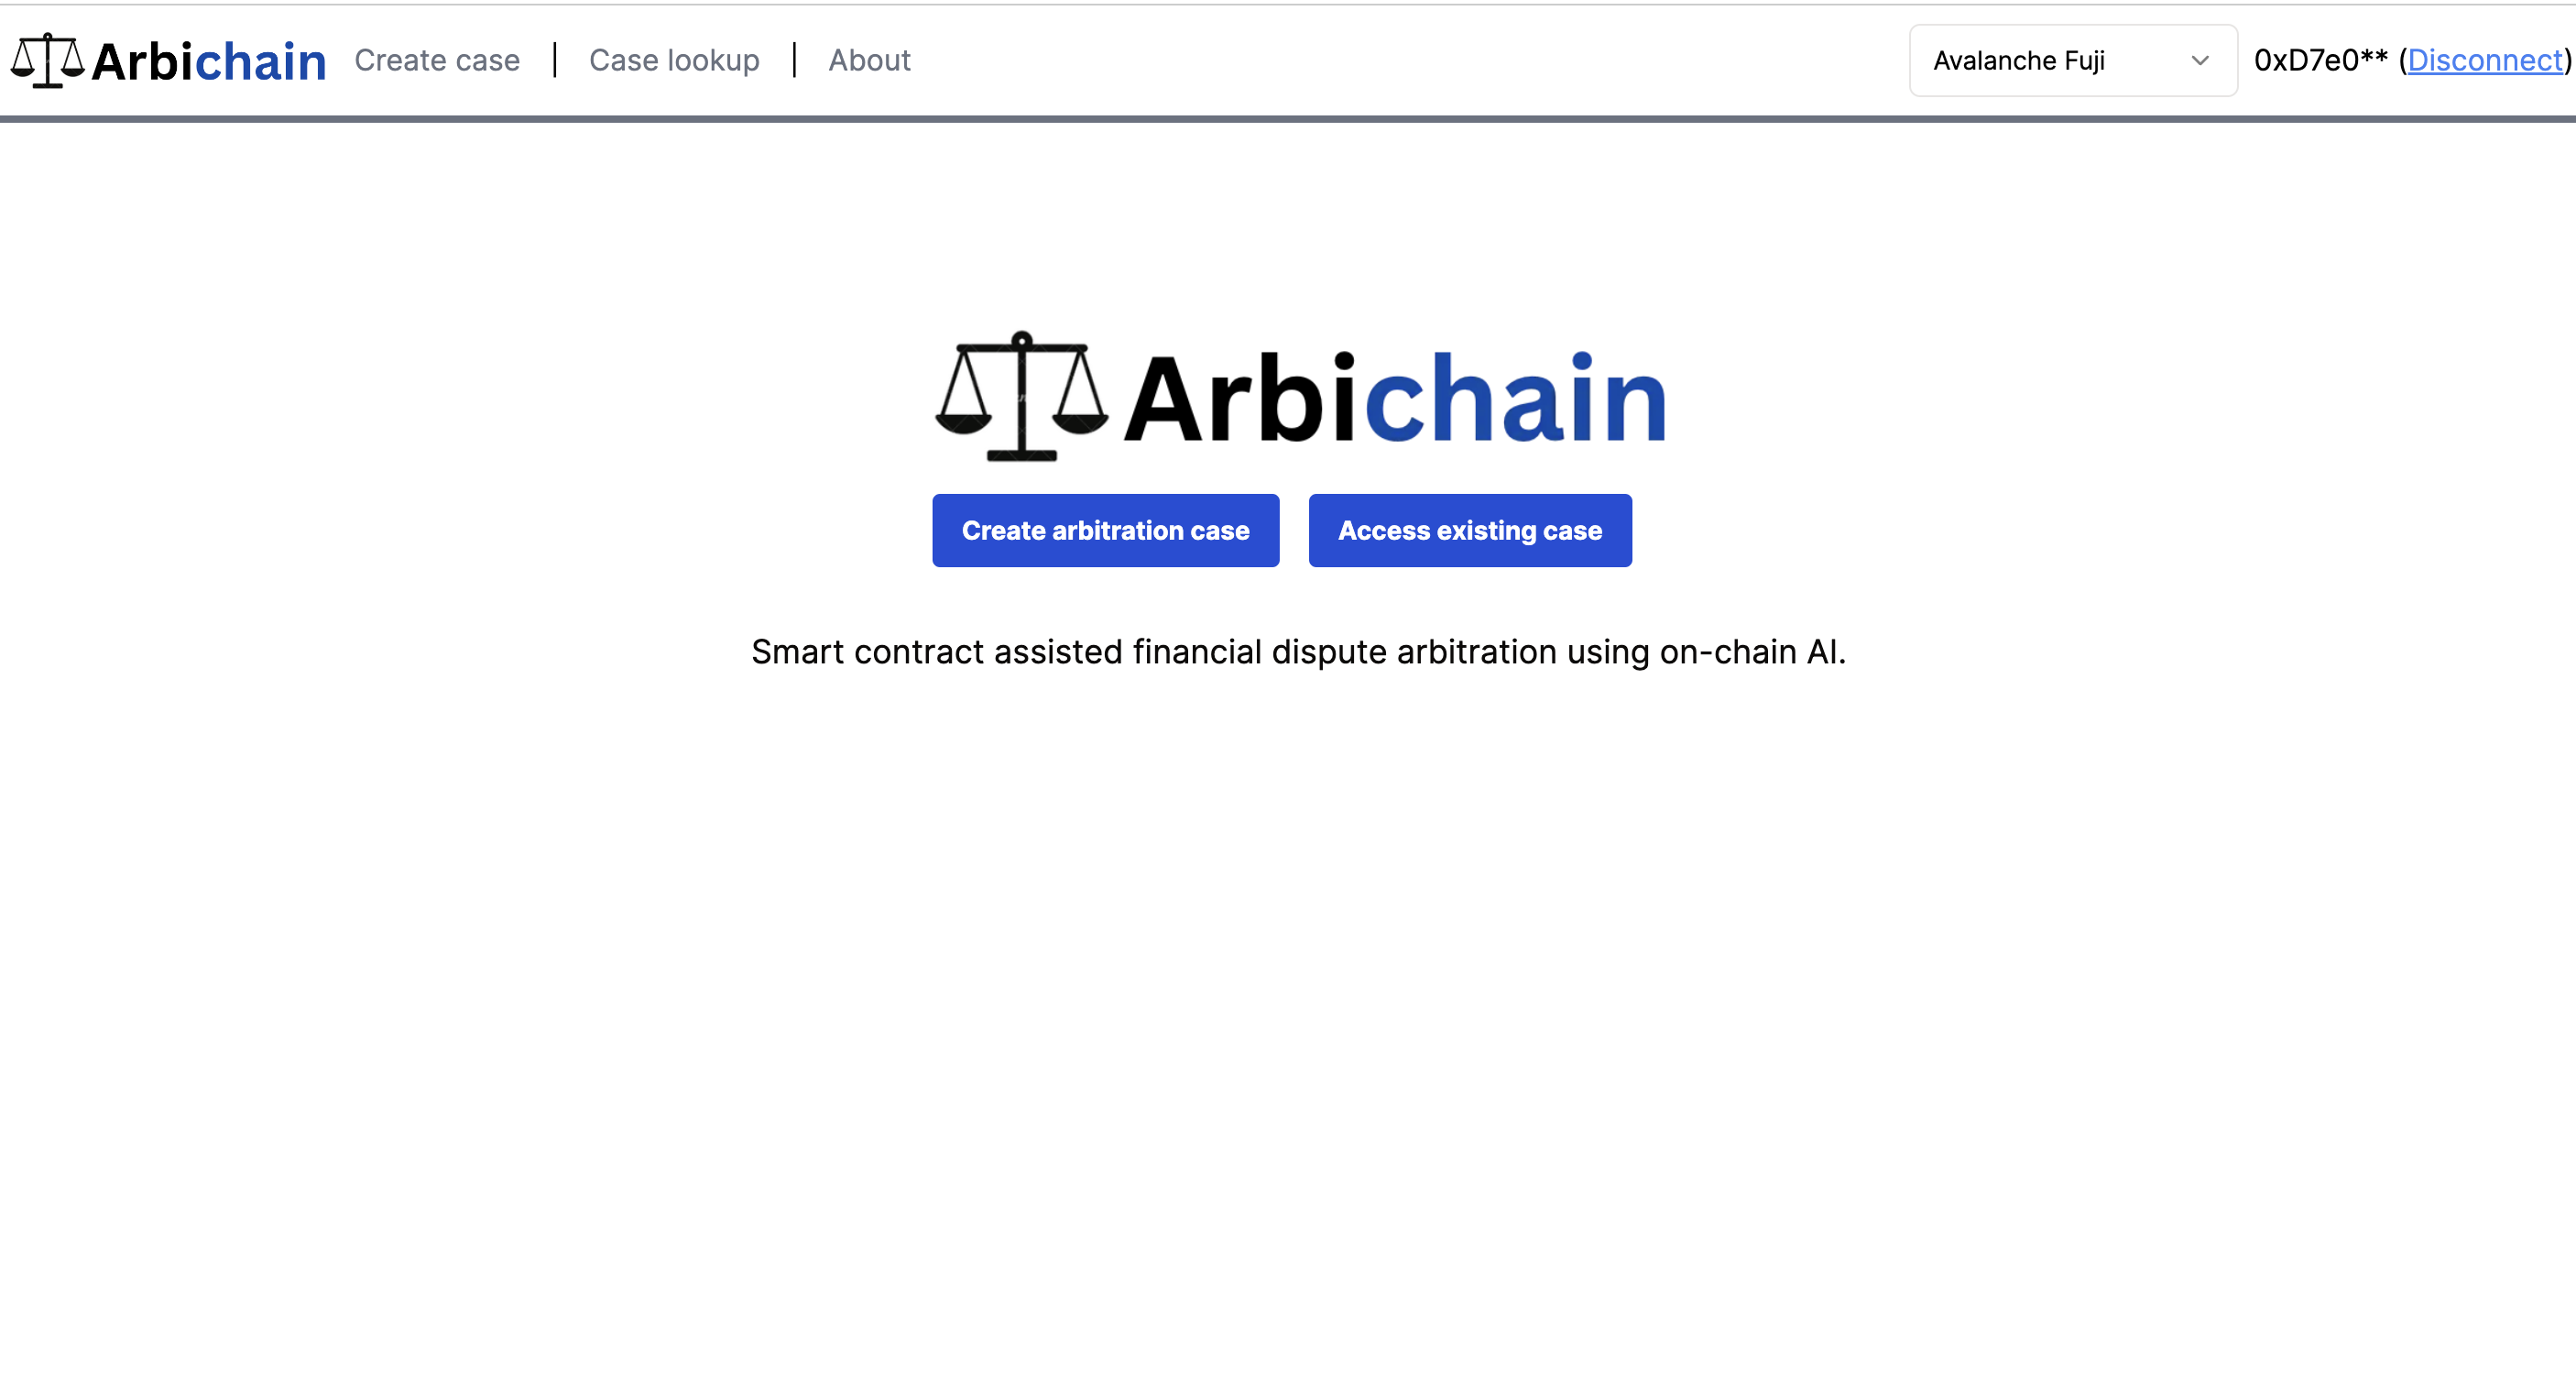 Arbichain Create case | Case lookup | About Avalanche Fuji 0xD7e0** (Disconnect)
Arbichain
Create arbitration case Access existing case
Smart contract assisted financial dispute arbitration using on-chain AI.